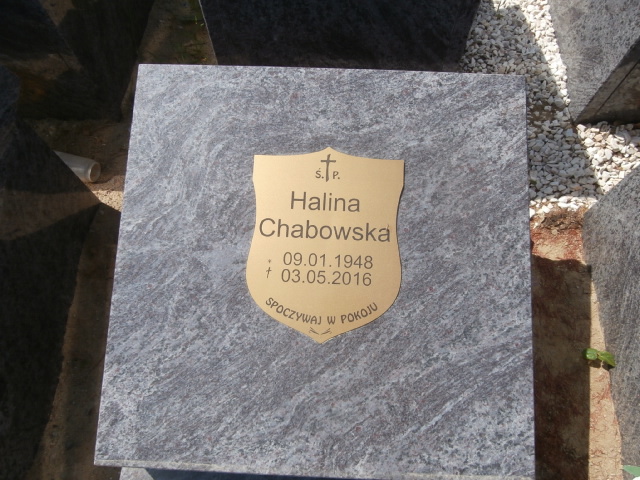 Ś. P.
Halina
Chabowska
* 09.01.1948
† 03.05.2016
SPOCZYWAJ W POKOJU